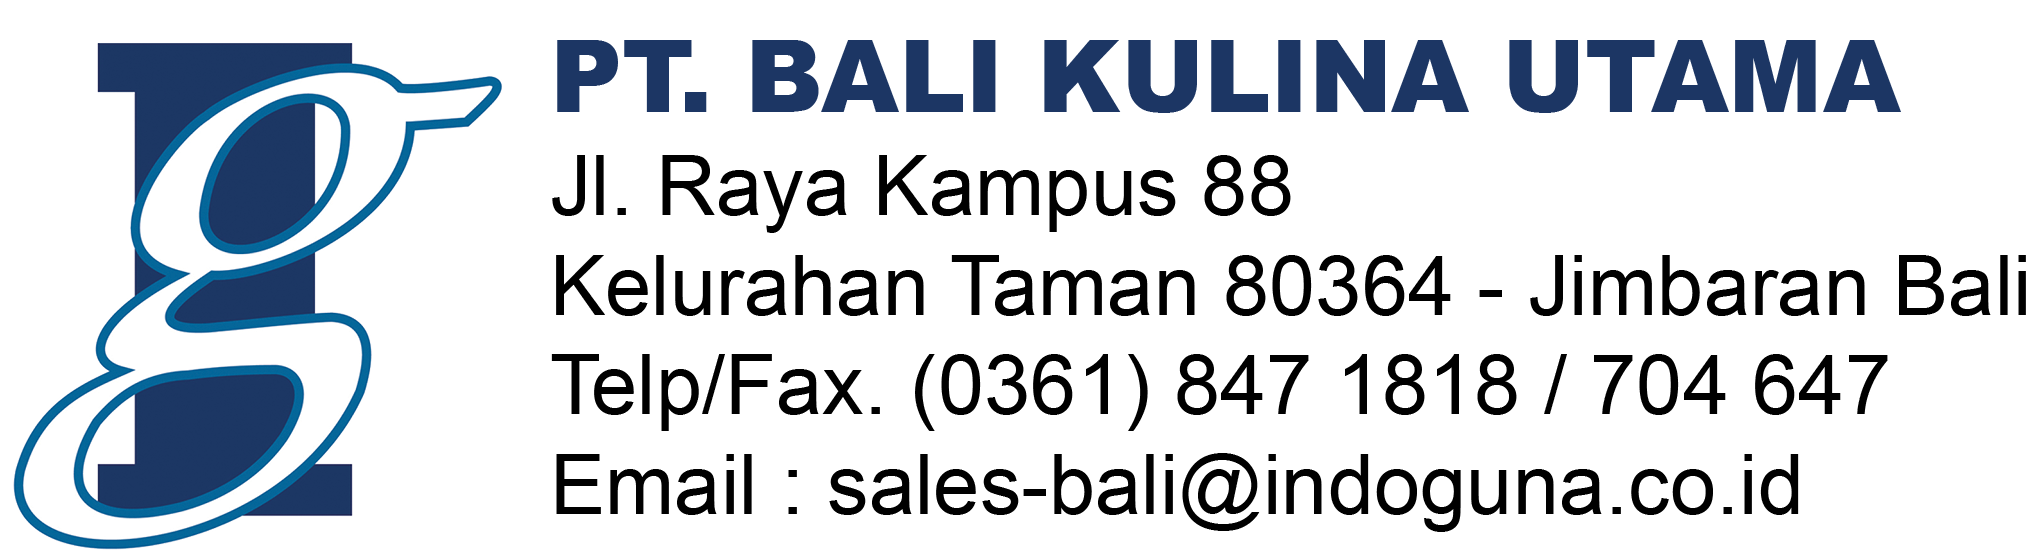 Ig
PT. BALI KULINA UTAMA
Jl. Raya Kampus 88
Kelurahan Taman 80364 - Jimbaran Bali
Telp/Fax. (0361) 847 1818 / 704 647
Email : sales-bali@indoguna.co.id